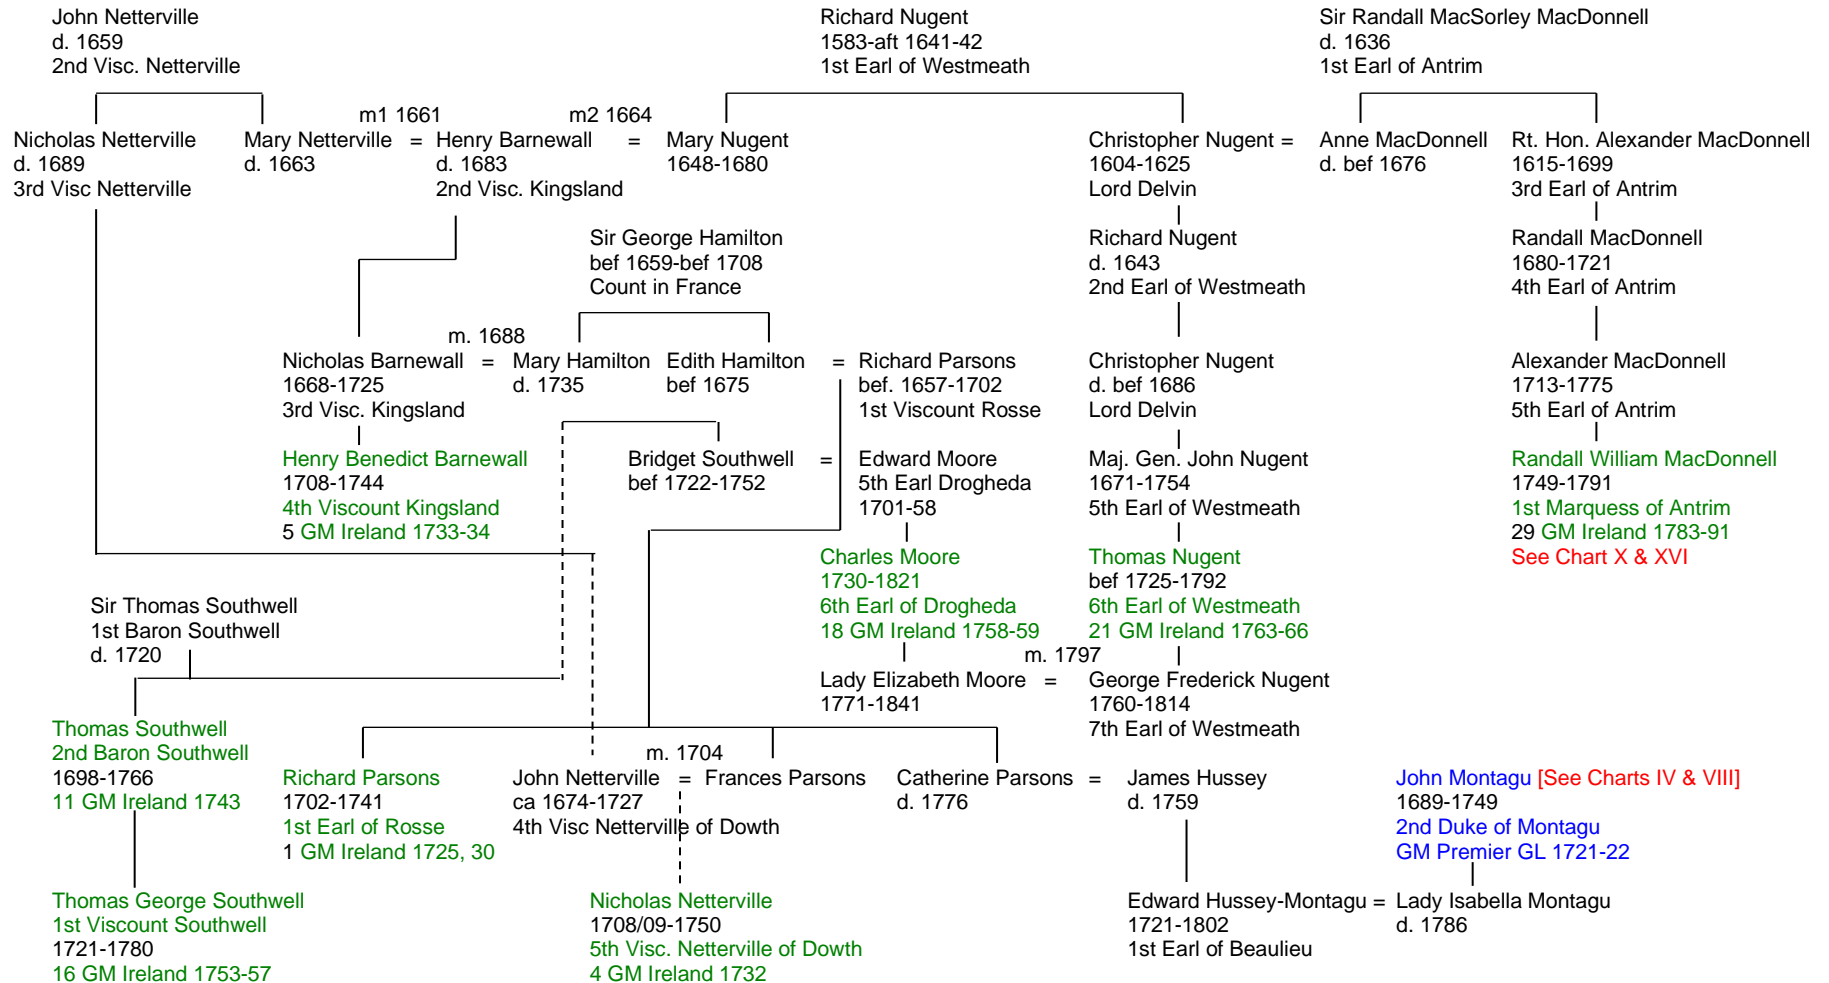 John Netterville
d. 1659
2nd Visc. Netterville
Richard Nugent
1583-aft 1641-42
1st Earl of Westmeath
Sir Randall MacSorley MacDonnell
d. 1636
1st Earl of Antrim
m1 1661
m2 1664
Nicholas Netterville
d. 1689
3rd Visc Netterville
Mary Netterville =
d. 1663
Henry Barnewall =
d. 1683
2nd Visc. Kingsland
Mary Nugent
1648-1680
Christopher Nugent =
1604-1625
Lord Delvin
Anne MacDonnell
d. bef 1676
Rt. Hon. Alexander MacDonnell
1615-1699
3rd Earl of Antrim
Sir George Hamilton
bef 1659-bef 1708
Count in France
Richard Nugent
d. 1643
2nd Earl of Westmeath
Randall MacDonnell
1680-1721
4th Earl of Antrim
m. 1688
Nicholas Barnewall =
1668-1725
3rd Visc. Kingsland
Mary Hamilton
d. 1735
Edith Hamilton =
bef 1675
Richard Parsons
bef. 1657-1702
1st Viscount Rosse
Christopher Nugent
d. bef 1686
Lord Delvin
Alexander MacDonnell
1713-1775
5th Earl of Antrim
Henry Benedict Barnewall
1708-1744
4th Viscount Kingsland
5 GM Ireland 1733-34
Bridget Southwell =
bef 1722-1752
Edward Moore
5th Earl Drogheda
1701-58
Maj. Gen. John Nugent
1671-1754
5th Earl of Westmeath
Randall William MacDonnell
1749-1791
1st Marquess of Antrim
29 GM Ireland 1783-91
See Chart X & XVI
Charles Moore
1730-1821
6th Earl of Drogheda
18 GM Ireland 1758-59
Thomas Nugent
bef 1725-1792
6th Earl of Westmeath
21 GM Ireland 1763-66
Sir Thomas Southwell
1st Baron Southwell
d. 1720
m. 1797
Lady Elizabeth Moore =
1771-1841
George Frederick Nugent
1760-1814
7th Earl of Westmeath
Thomas Southwell
2nd Baron Southwell
1698-1766
11 GM Ireland 1743
m. 1704
Richard Parsons
1702-1741
1st Earl of Rosse
1 GM Ireland 1725, 30
John Netterville =
ca 1674-1727
4th Visc Netterville of Dowth
Frances Parsons
Catherine Parsons =
d. 1776
James Hussey
d. 1759
John Montagu [See Charts IV & VIII]
1689-1749
2nd Duke of Montagu
GM Premier GL 1721-22
Thomas George Southwell
1st Viscount Southwell
1721-1780
16 GM Ireland 1753-57
Nicholas Netterville
1708/09-1750
5th Visc. Netterville of Dowth
4 GM Ireland 1732
Edward Hussey-Montagu =
1721-1802
1st Earl of Beaulieu
Lady Isabella Montagu
d. 1786